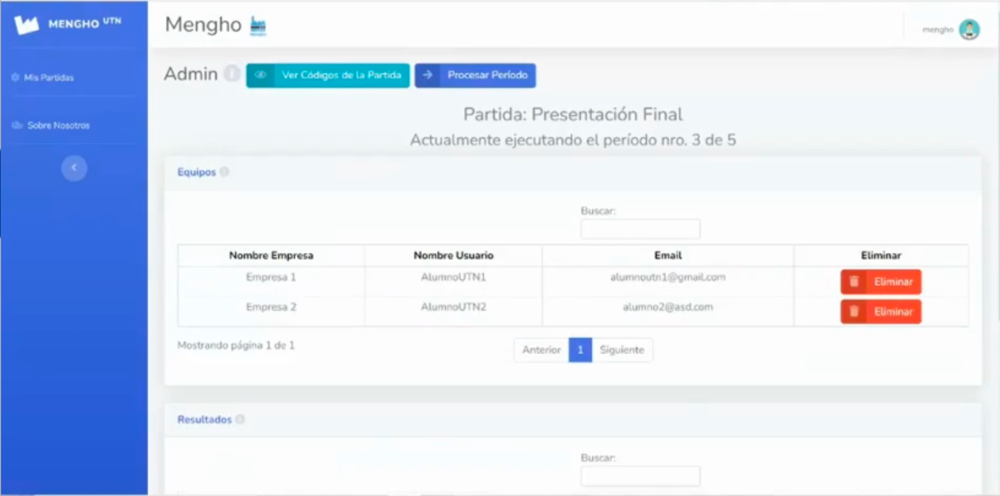 MENGHO UTN
Mis Partidas
Sobre Nosotros
Mengho
mengho
Admin
Ver Códigos de la Partida
Procesar Período
Partida: Presentación Final
Actualmente ejecutando el período nro. 3 de 5
Equipos
Buscar:
Nombre Empresa Nombre Usuario Email Eliminar
Empresa 1 AlumnoUTN1 alumnoutn1@gmail.com Eliminar
Empresa 2 AlumnoUTN2 alumno2@asd.com Eliminar
Mostrando página 1 de 1
Anterior 1 Siguiente
Resultados
Buscar: